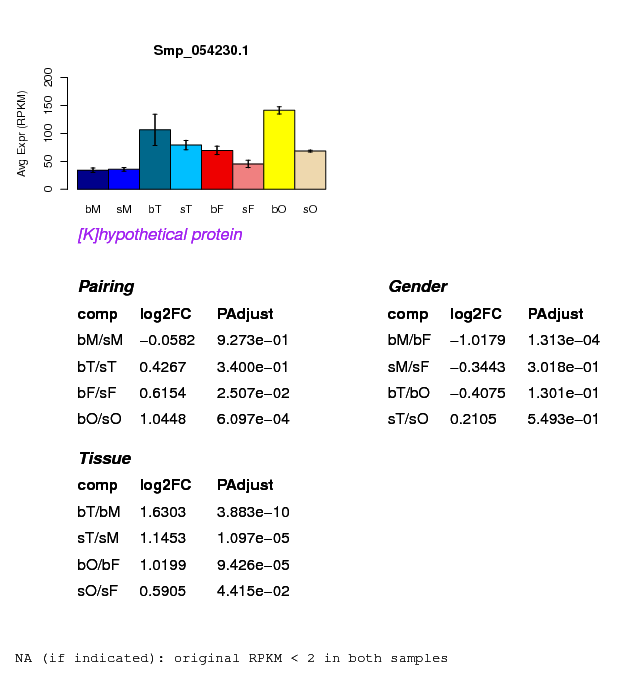 Smp_054230.1
Avg Expr (RPKM)
200
150
100
50
0
bM sM bT sT bF sF bO sO
[K]hypothetical protein
Pairing
comp log2FC PAdjust
bM/sM −0.0582 9.273e−01
bT/sT 0.4267 3.400e−01
bF/sF 0.6154 2.507e−02
bO/sO 1.0448 6.097e−04
Gender
comp log2FC PAdjust
bM/bF −1.0179 1.313e−04
sM/sF −0.3443 3.018e−01
bT/bO −0.4075 1.301e−01
sT/sO 0.2105 5.493e−01
Tissue
comp log2FC PAdjust
bT/bM 1.6303 3.883e−10
sT/sM 1.1453 1.097e−05
bO/bF 1.0199 9.426e−05
sO/sF 0.5905 4.415e−02
NA (if indicated): original RPKM < 2 in both samples